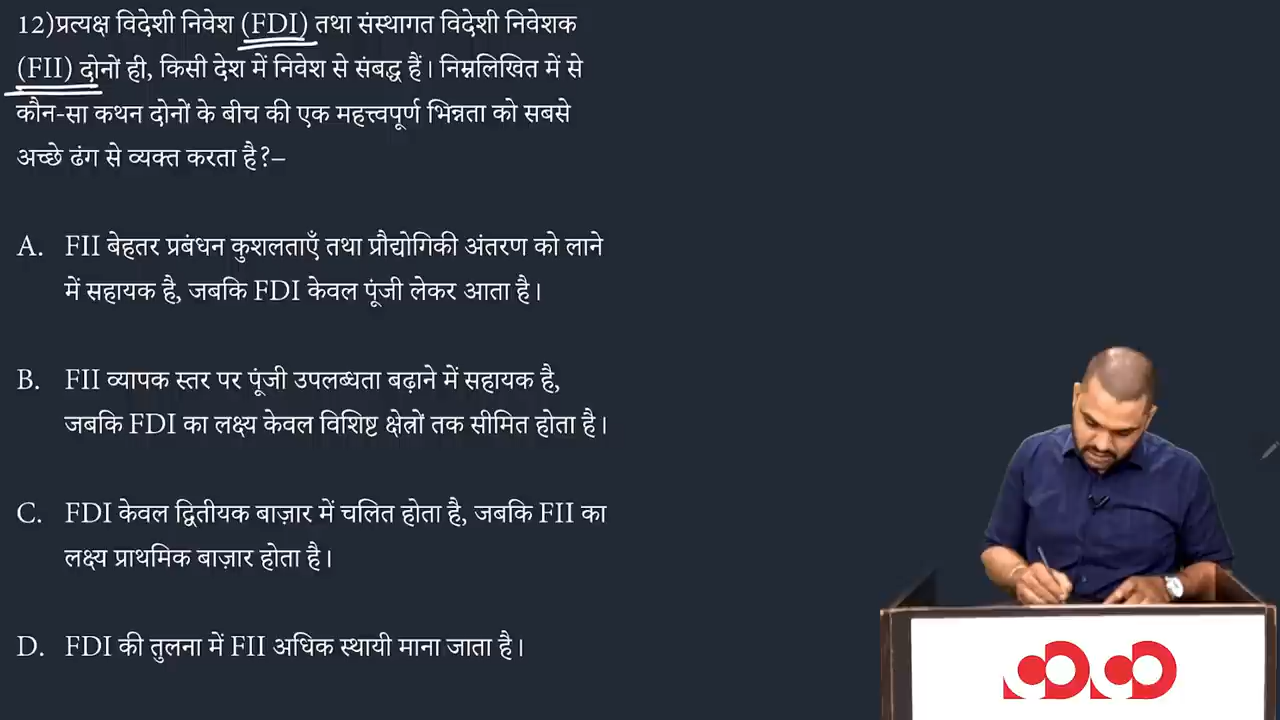 12)प्रत्यक्ष विदेशी निवेश (FDI) तथा संस्थागत विदेशी निवेशक
(FII) दोनों ही, किसी देश में निवेश से संबद्ध हैं। निम्नलिखित में से
कौन-सा कथन दोनों के बीच की एक महत्त्वपूर्ण भिन्नता को सबसे
अच्छे ढंग से व्यक्त करता है?–
A. FII बेहतर प्रबंधन कुशलताएँ तथा प्रौद्योगिकी अंतरण को लाने
में सहायक है, जबकि FDI केवल पूंजी लेकर आता है।
B. FII व्यापक स्तर पर पूंजी उपलब्धता बढ़ाने में सहायक है,
जबकि FDI का लक्ष्य केवल विशिष्ट क्षेत्रों तक सीमित होता है।
C. FDI केवल द्वितीयक बाज़ार में चलित होता है, जबकि FII का
लक्ष्य प्राथमिक बाज़ार होता है।
D. FDI की तुलना में FII अधिक स्थायी माना जाता है।